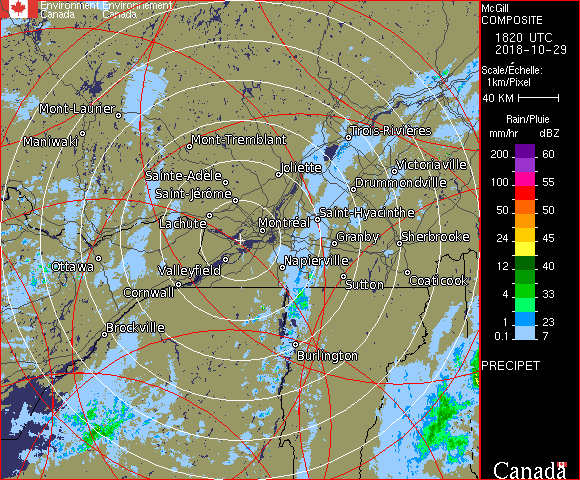 Environment Environnement
Canada Canada
McGill
COMPOSITE
1820 UTC
2018-10-29
Scale/Échelle:
1km/Pixel
40 KM
Rain/Pluie
mm/hr dBZ
200 60
100 55
75 53
50 50
24 45
12 40
4 33
1 23
0.1 7
PRECIPET
Canada
Mont-Laurier
Maniwaki
Mont-Tremblant
Trois-Rivières
Joliette
Victoriaville
Sainte-Adèle
Drummondville
Saint-Jérôme
Lachute
Montréal
Saint-Hyacinthe
Granby
Sherbrooke
Ottawa
Valleyfield
Napierville
Cornwall
Sutton
Coaticook
Brockville
Burlington